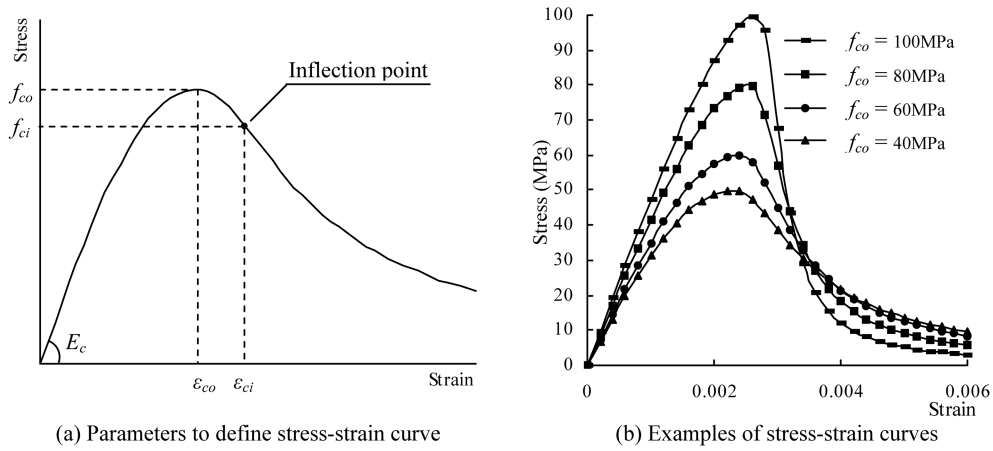 Stress
f_co
f_ci
Inflection point
E_c
ε_co
ε_ci
Strain
(a) Parameters to define stress-strain curve
Stress (MPa)
100
90
80
70
60
50
40
30
20
10
0
f_co = 100MPa
f_co = 80MPa
f_co = 60MPa
f_co = 40MPa
0
0.002
0.004
0.006
Strain
(b) Examples of stress-strain curves